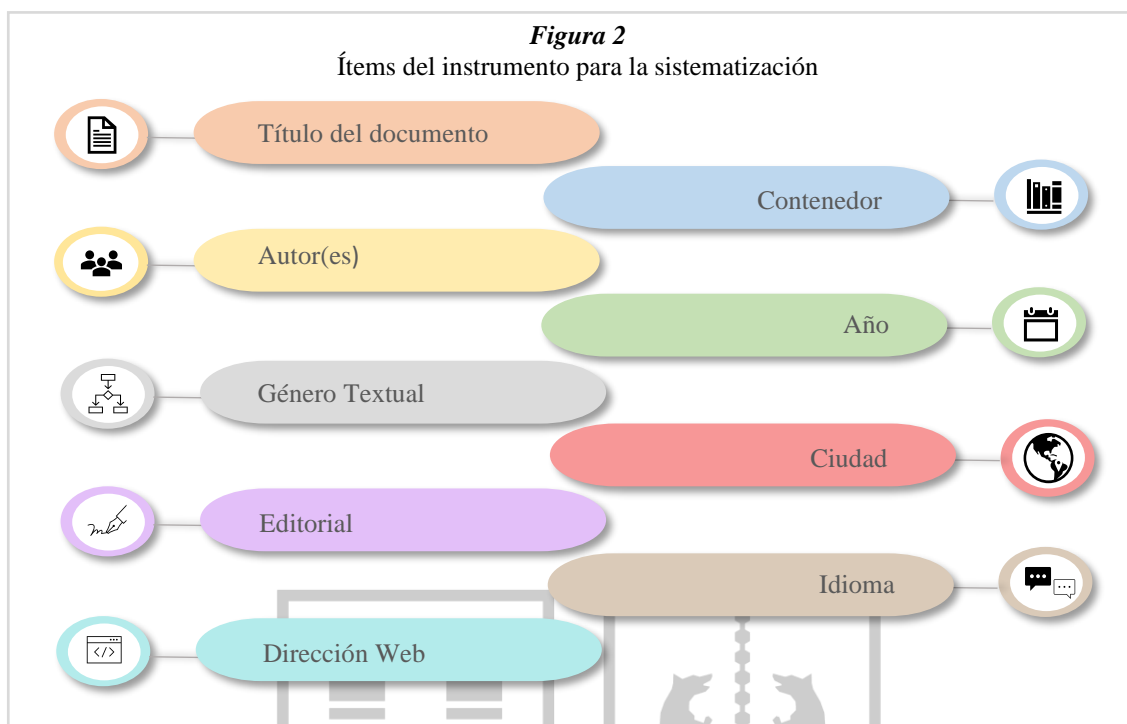 Figura 2
Ítems del instrumento para la sistematización
Título del documento
Contenedor
Autor(es)
Año
Género Textual
Ciudad
Editorial
Idioma
Dirección Web